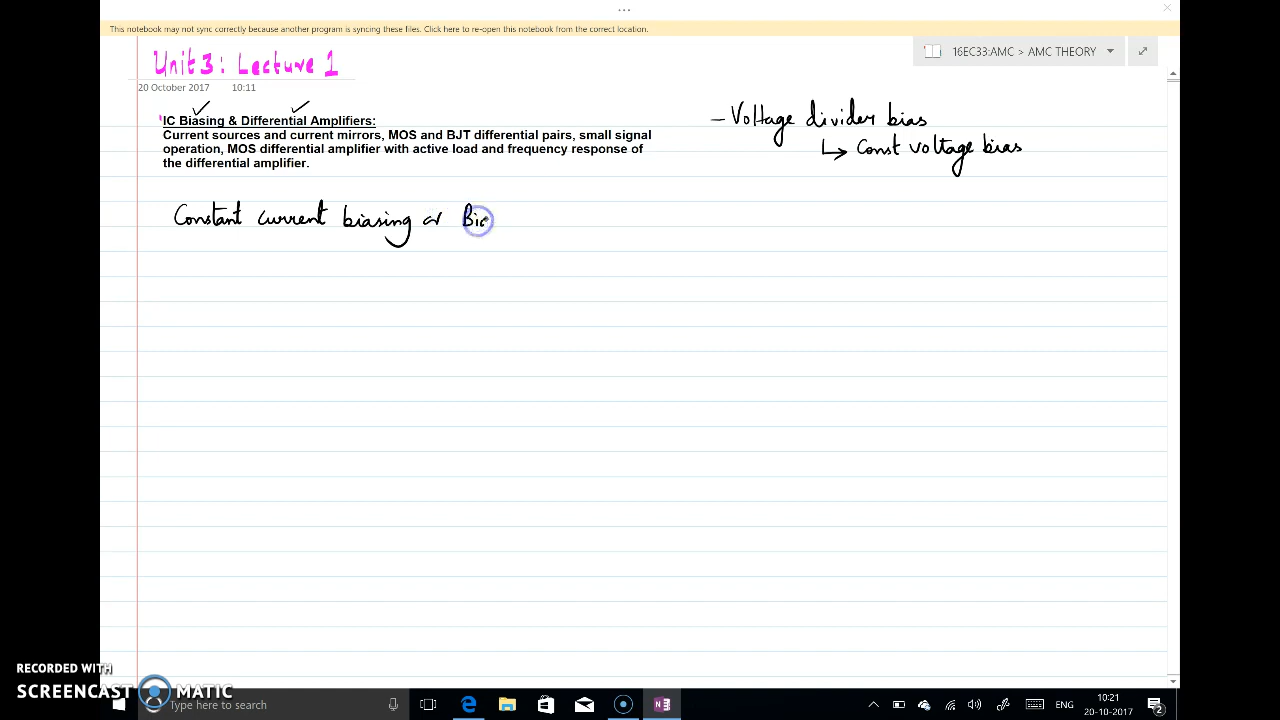 ...
This notebook may not sync correctly because another program is syncing these files. Click here to re-open this notebook from the correct location.
Unit 3: Lecture 1
16EC33:AMC > AMC THEORY
20 October 2017 10:11
IC Biasing & Differential Amplifiers:
Current sources and current mirrors, MOS and BJT differential pairs, small signal
operation, MOS differential amplifier with active load and frequency response of
the differential amplifier.
– Voltage divider bias
↳ Const voltage bias
Constant current biasing or Bia
RECORDED WITH
SCREENCAST MATIC
Type here to search
N
ENG
10:21
20-10-2017
2